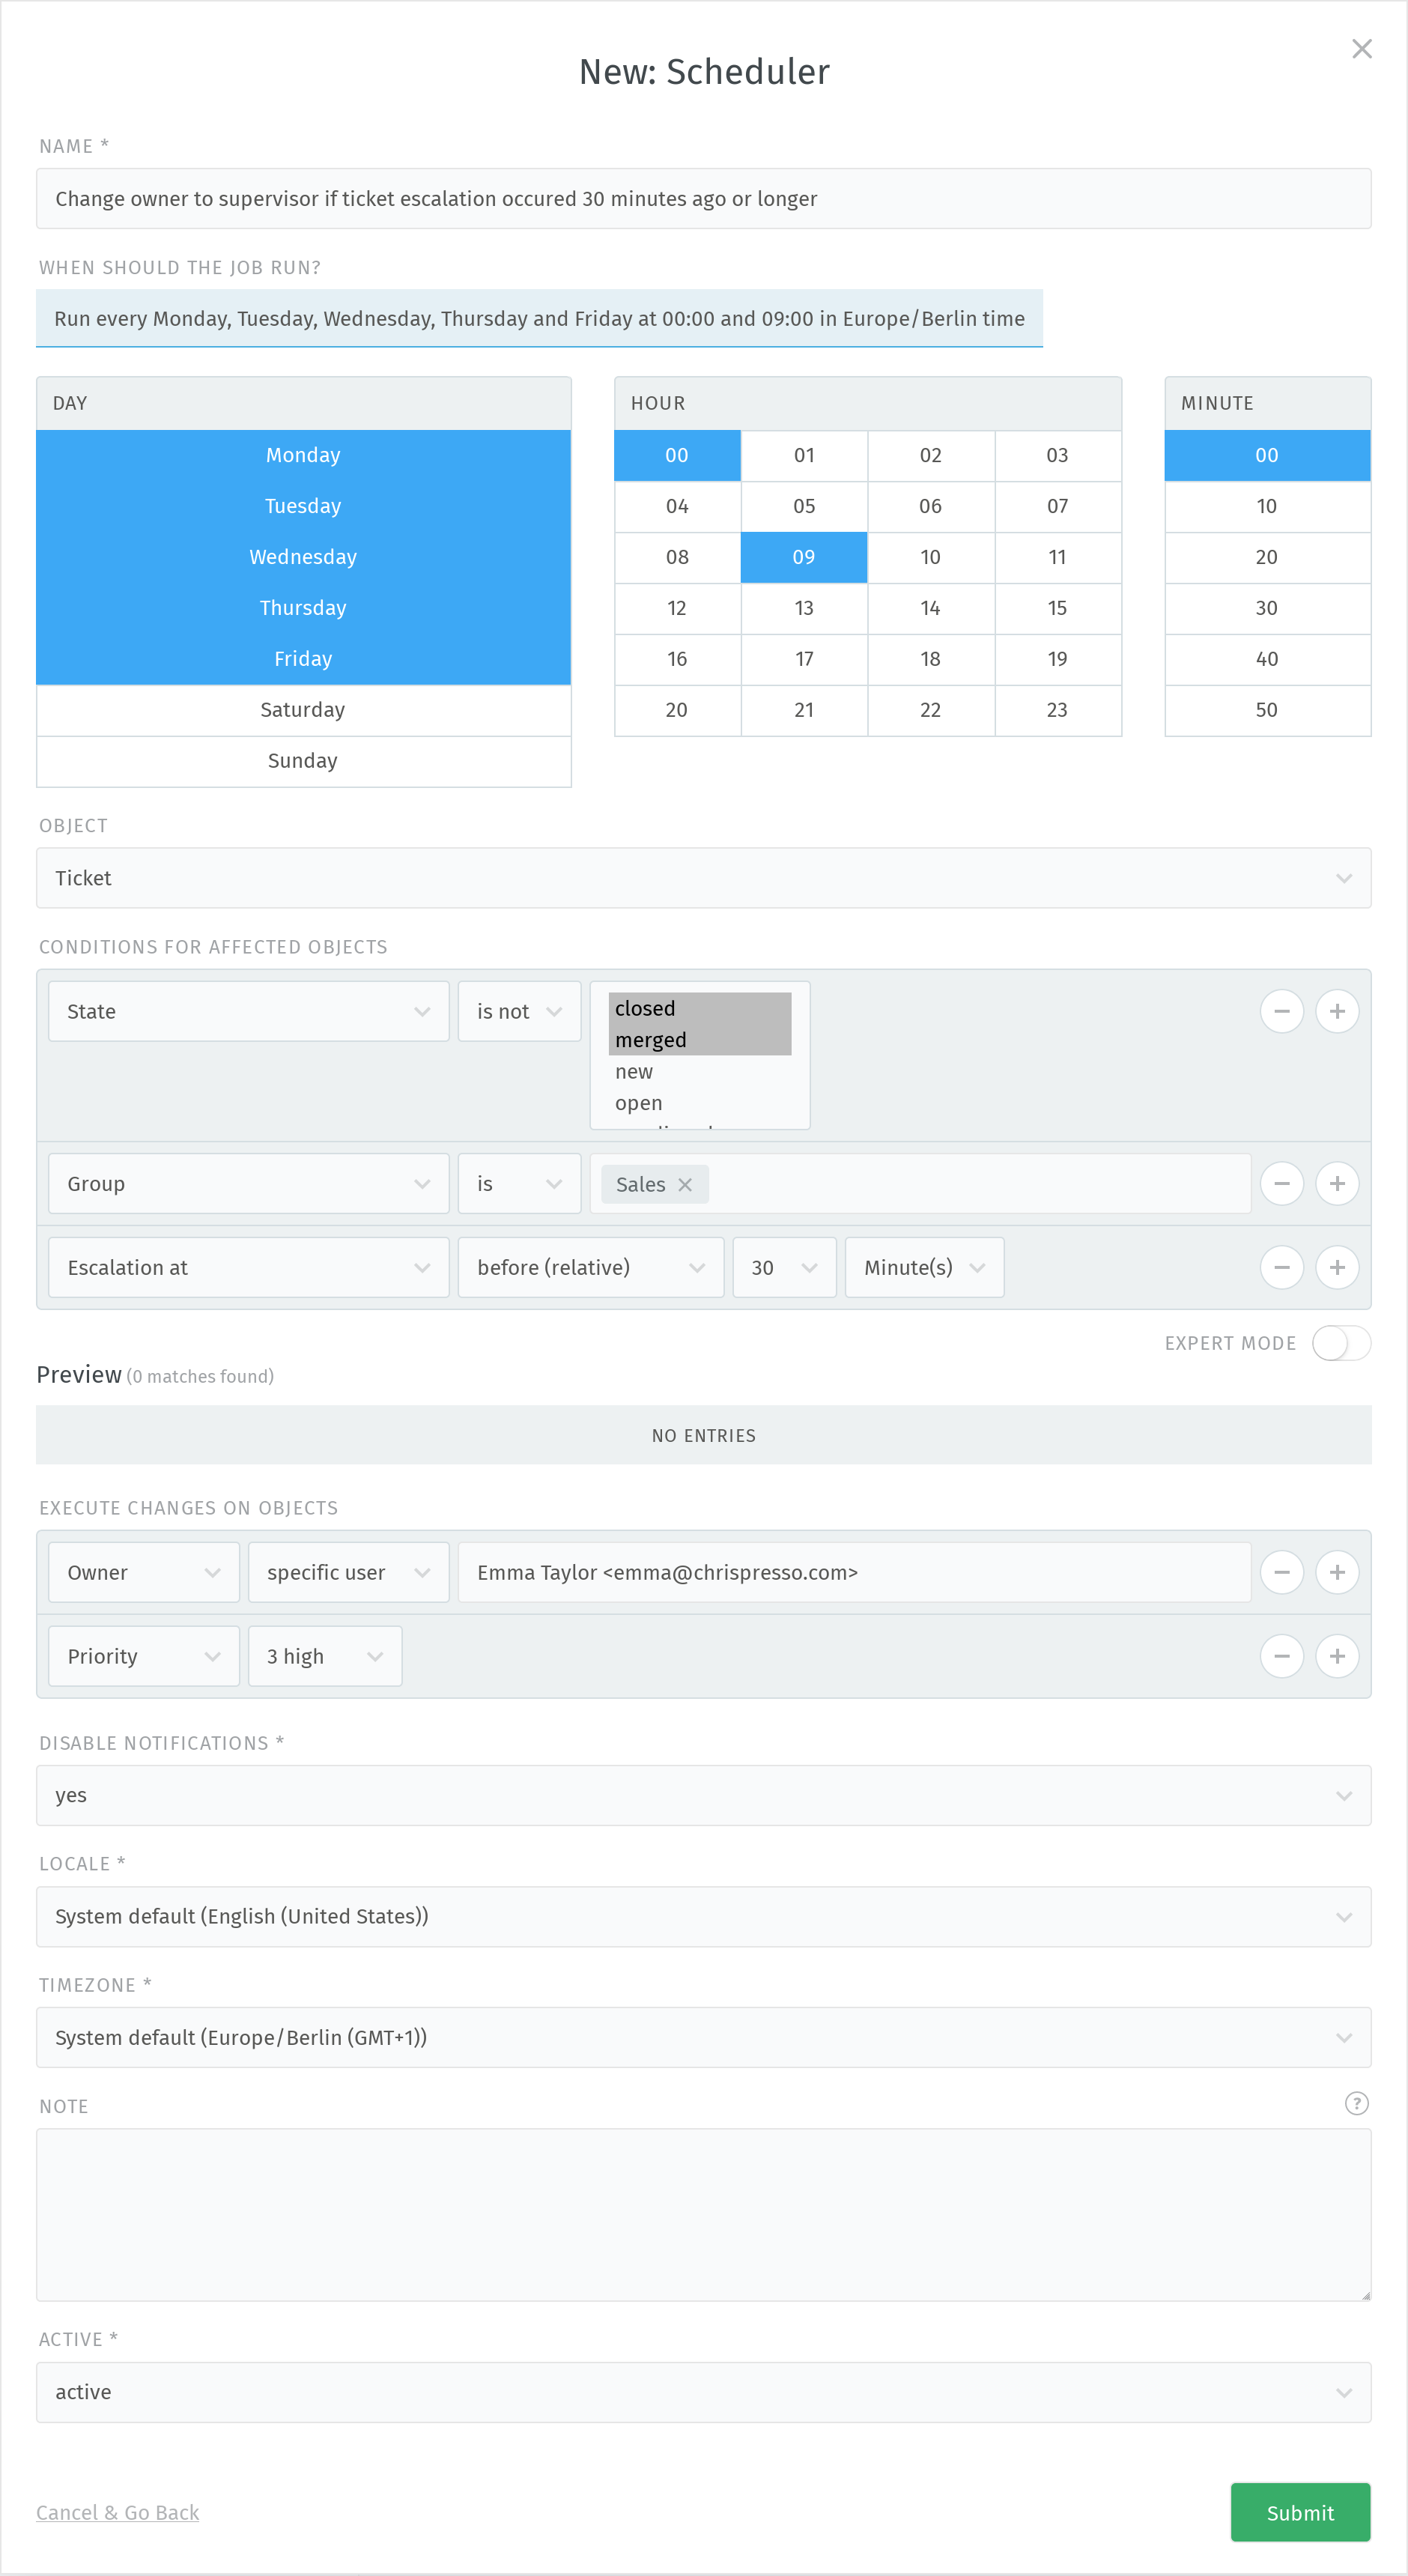 New: Scheduler
NAME *
Change owner to supervisor if ticket escalation occured 30 minutes ago or longer
WHEN SHOULD THE JOB RUN?
Run every Monday, Tuesday, Wednesday, Thursday and Friday at 00:00 and 09:00 in Europe/Berlin time
DAY HOUR MINUTE
Monday 00 01 02 03 00
Tuesday 04 05 06 07 10
Wednesday 08 09 10 11 20
Thursday 12 13 14 15 30
Friday 16 17 18 19 40
Saturday 20 21 22 23 50
Sunday
OBJECT
Ticket
CONDITIONS FOR AFFECTED OBJECTS
State is not closed
merged
new
open
Group is Sales
Escalation at before (relative) 30 Minute(s)
EXPERT MODE
Preview (0 matches found)
NO ENTRIES
EXECUTE CHANGES ON OBJECTS
Owner specific user Emma Taylor <emma@chrispresso.com>
Priority 3 high
DISABLE NOTIFICATIONS *
yes
LOCALE *
System default (English (United States))
TIMEZONE *
System default (Europe/Berlin (GMT+1))
NOTE ?
ACTIVE *
active
Cancel & Go Back Submit